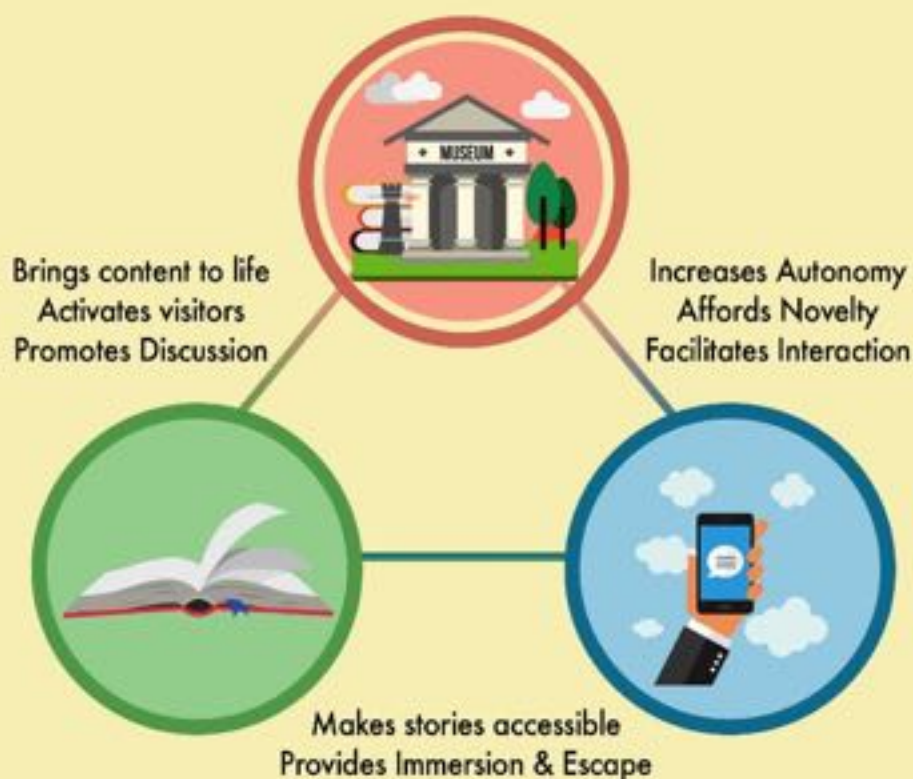 MUSEUM
Brings content to life
Activates visitors
Promotes Discussion
Increases Autonomy
Affords Novelty
Facilitates Interaction
Makes stories accessible
Provides Immersion & Escape